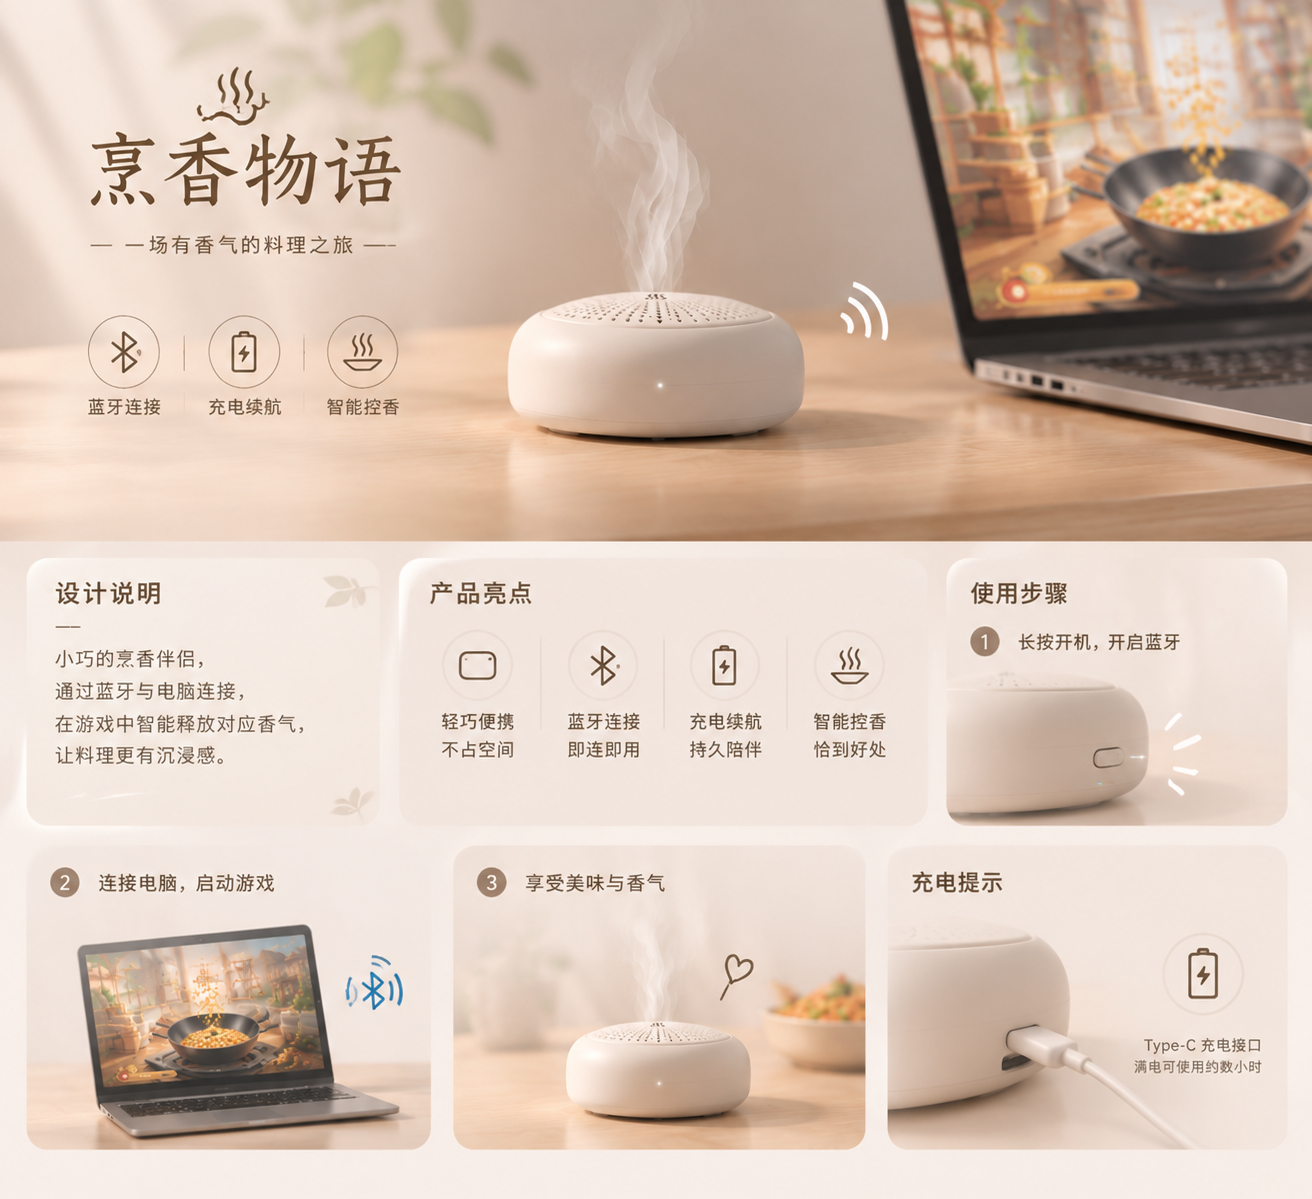 烹香物语
一场有香气的料理之旅
蓝牙连接
充电续航
智能控香
设计说明
小巧的烹香伴侣，
通过蓝牙与电脑连接，
在游戏中智能释放对应香气，
让料理更有沉浸感。
产品亮点
轻巧便携
不占空间
蓝牙连接
即连即用
充电续航
持久陪伴
智能控香
恰到好处
使用步骤
1 长按开机，开启蓝牙
2 连接电脑，启动游戏
3 享受美味与香气
充电提示
Type-C 充电接口
满电可使用约数小时